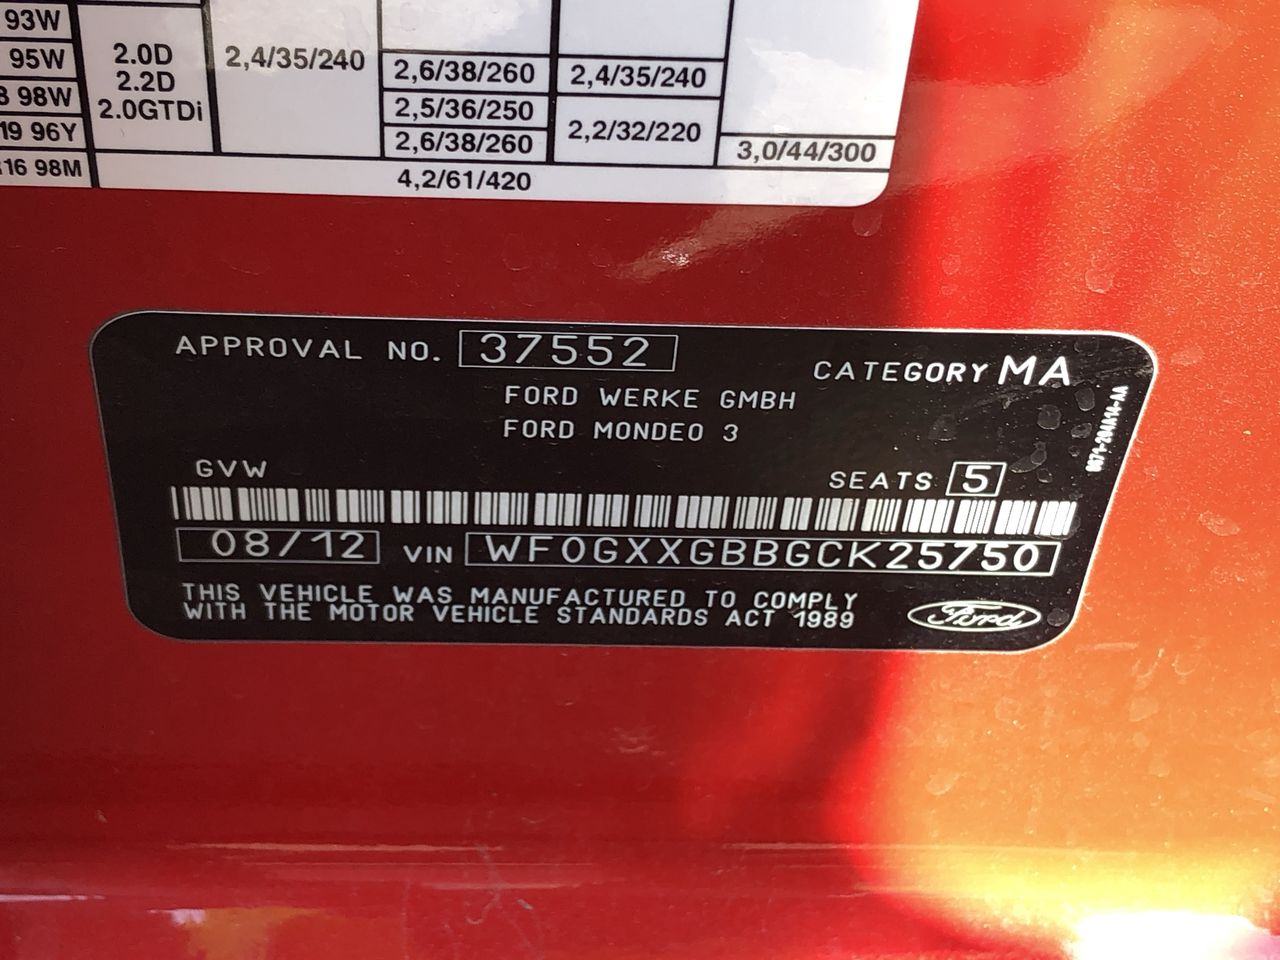 93W
95W 2.0D 2,4/35/240 2,6/38/260 2,4/35/240
98W 2.2D 2,5/36/250
19 96Y 2.0GTDi 2,6/38/260 2,2/32/220 3,0/44/300
16 98M 4,2/61/420
APPROVAL NO. 37552
CATEGORY MA
FORD WERKE GMBH
FORD MONDEO 3
GVW
SEATS 5
08/12 VIN WF0GXXGBBGCK25750
THIS VEHICLE WAS MANUFACTURED TO COMPLY
WITH THE MOTOR VEHICLE STANDARDS ACT 1989
Ford